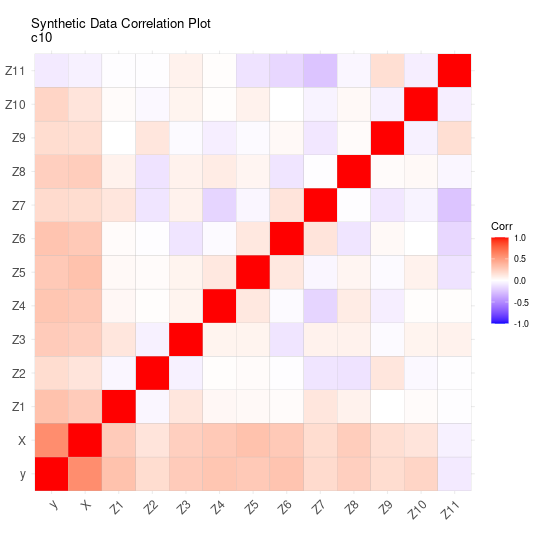 Synthetic Data Correlation Plot
c10
Z11
Z10
Z9
Z8
Z7
Z6
Z5
Z4
Z3
Z2
Z1
X
y
y X Z1 Z2 Z3 Z4 Z5 Z6 Z7 Z8 Z9 Z10 Z11
Corr
1.0
0.5
0.0
-0.5
-1.0